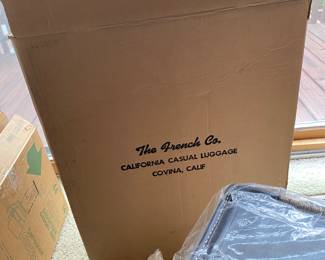 The French Co.
CALIFORNIA CASUAL LUGGAGE
COVINA, CALIF